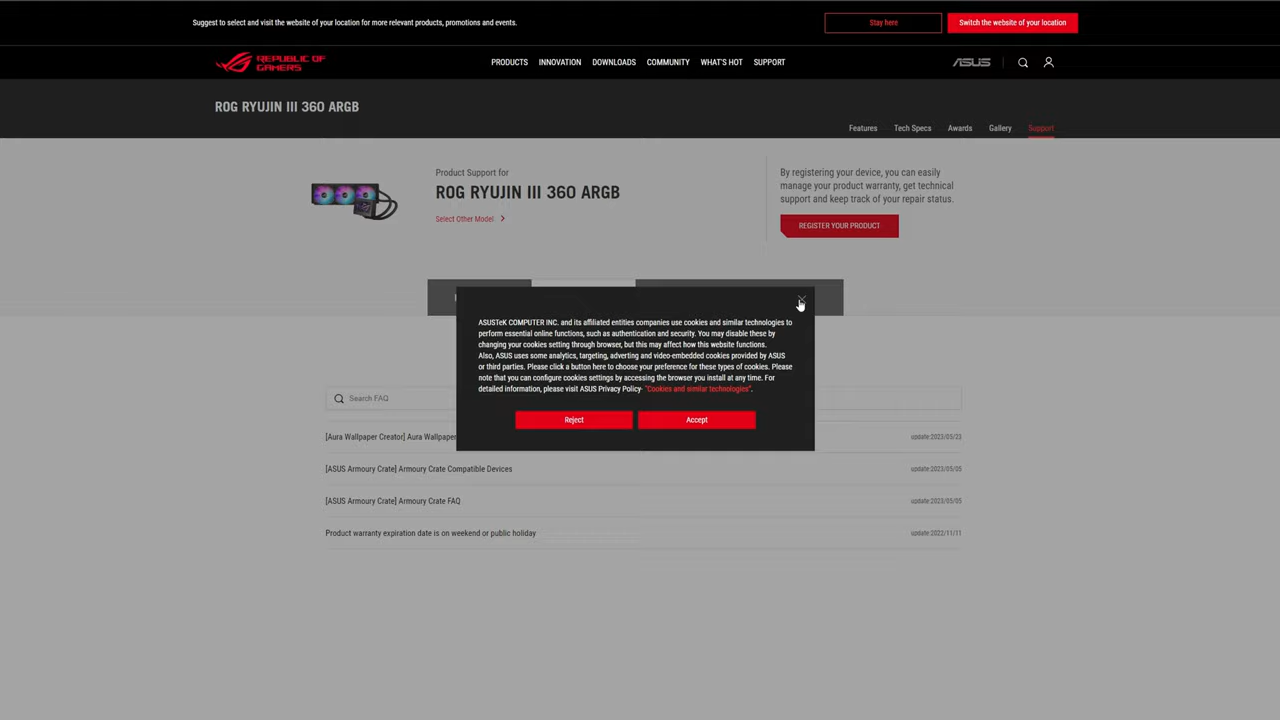 Suggest to select and visit the website of your location for more relevant products, promotions and events.
Stay here
Switch the website of your location
REPUBLIC OF
GAMERS
PRODUCTS
INNOVATION
DOWNLOADS
COMMUNITY
WHAT'S HOT
SUPPORT
ASUS
ROG RYUJIN III 360 ARGB
Features
Tech Specs
Awards
Gallery
Support
Product Support for
ROG RYUJIN III 360 ARGB
Select Other Model
By registering your device, you can easily
manage your product warranty, get technical
support and keep track of your repair status.
REGISTER YOUR PRODUCT
ASUSTeK COMPUTER INC. and its affiliated entities companies use cookies and similar technologies to
perform essential online functions, such as authentication and security. You may disable these by
changing your cookies setting through browser, but this may affect how this website functions.
Also, ASUS uses some analytics, targeting, adverting and video-embedded cookies provided by ASUS
or third parties. Please click a button here to choose your preference for these types of cookies. Please
note that you can configure cookies settings by accessing the browser you install at any time. For
detailed information, please visit ASUS Privacy Policy- "Cookies and similar technologies".
Reject
Accept
Search FAQ
[Aura Wallpaper Creator] Aura Wallpaper
update:2023/05/23
[ASUS Armoury Crate] Armoury Crate Compatible Devices
update:2023/05/05
[ASUS Armoury Crate] Armoury Crate FAQ
update:2023/05/05
Product warranty expiration date is on weekend or public holiday
update:2022/11/11